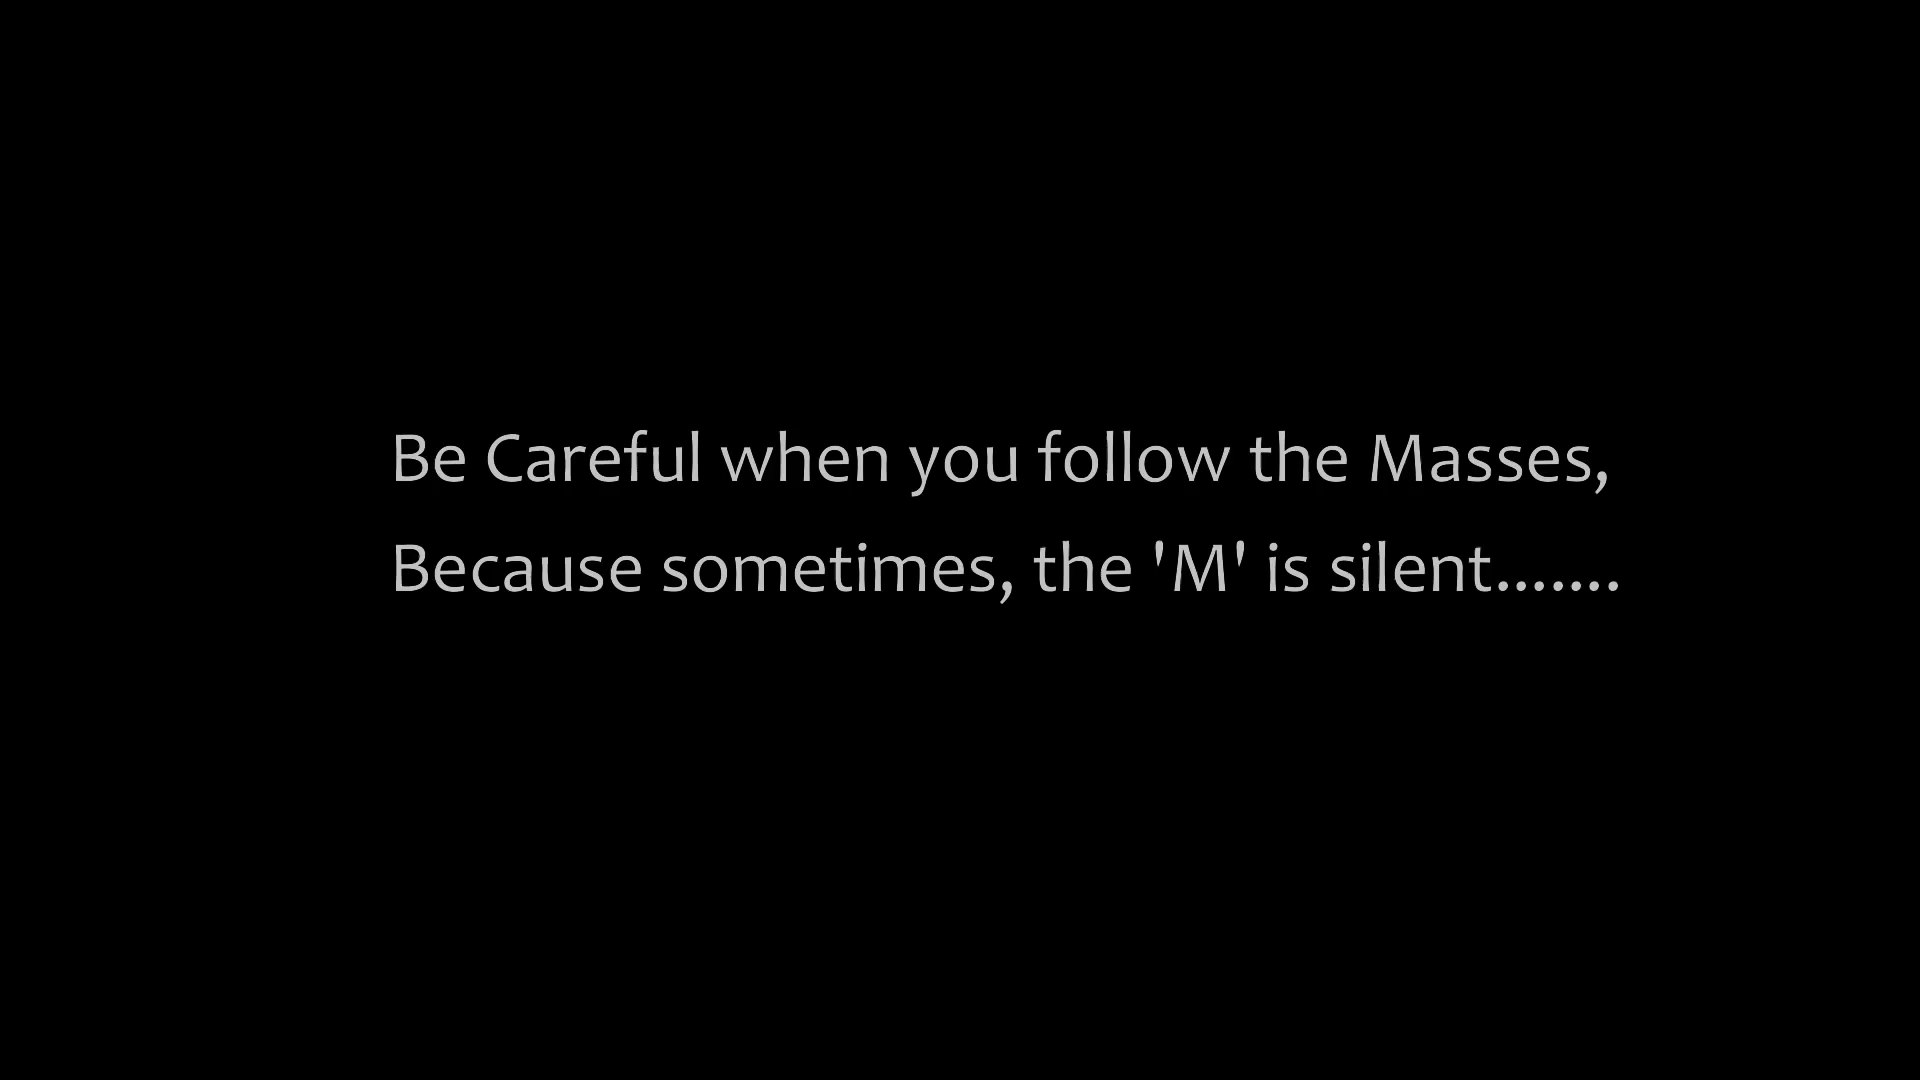 Be Careful when you follow the Masses,
Because sometimes, the 'M' is silent.......